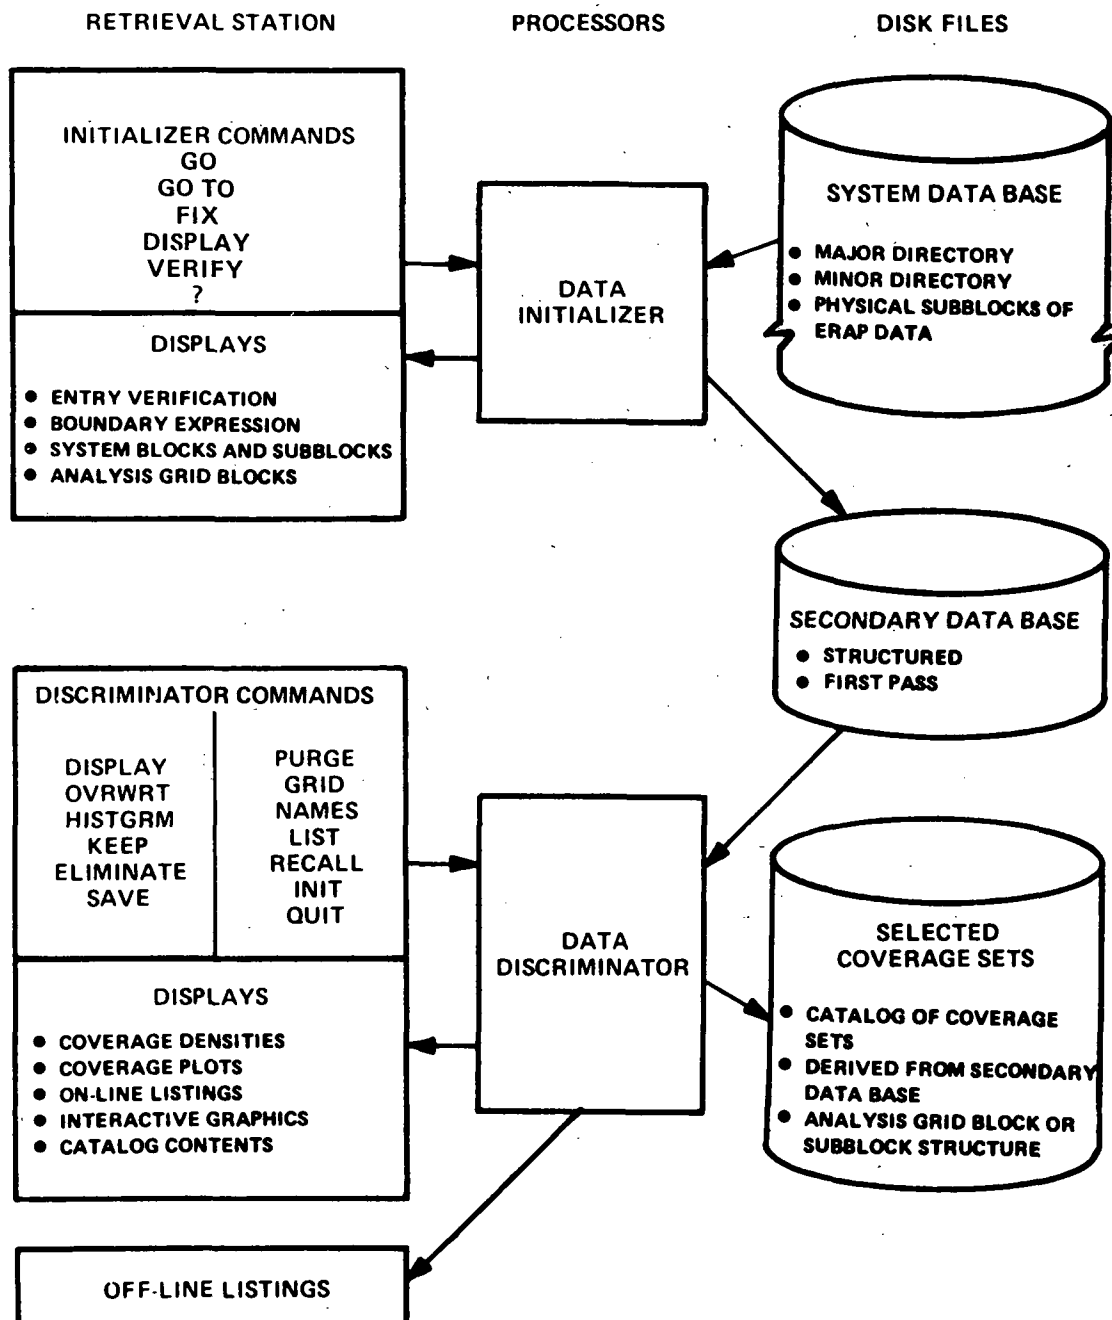 RETRIEVAL STATION
PROCESSORS
DISK FILES
INITIALIZER COMMANDS
GO
GO TO
FIX
DISPLAY
VERIFY
?
DISPLAYS
● ENTRY VERIFICATION
● BOUNDARY EXPRESSION
● SYSTEM BLOCKS AND SUBBLOCKS
● ANALYSIS GRID BLOCKS
DATA
INITIALIZER
SYSTEM DATA BASE
● MAJOR DIRECTORY
● MINOR DIRECTORY
● PHYSICAL SUBBLOCKS OF
ERAP DATA
SECONDARY DATA BASE
● STRUCTURED
● FIRST PASS
DISCRIMINATOR COMMANDS
DISPLAY
OVRWRT
HISTGRM
KEEP
ELIMINATE
SAVE
PURGE
GRID
NAMES
LIST
RECALL
INIT
QUIT
DISPLAYS
● COVERAGE DENSITIES
● COVERAGE PLOTS
● ON-LINE LISTINGS
● INTERACTIVE GRAPHICS
● CATALOG CONTENTS
DATA
DISCRIMINATOR
SELECTED
COVERAGE SETS
● CATALOG OF COVERAGE
SETS
● DERIVED FROM SECONDARY
DATA BASE
● ANALYSIS GRID BLOCK OR
SUBBLOCK STRUCTURE
OFF-LINE LISTINGS